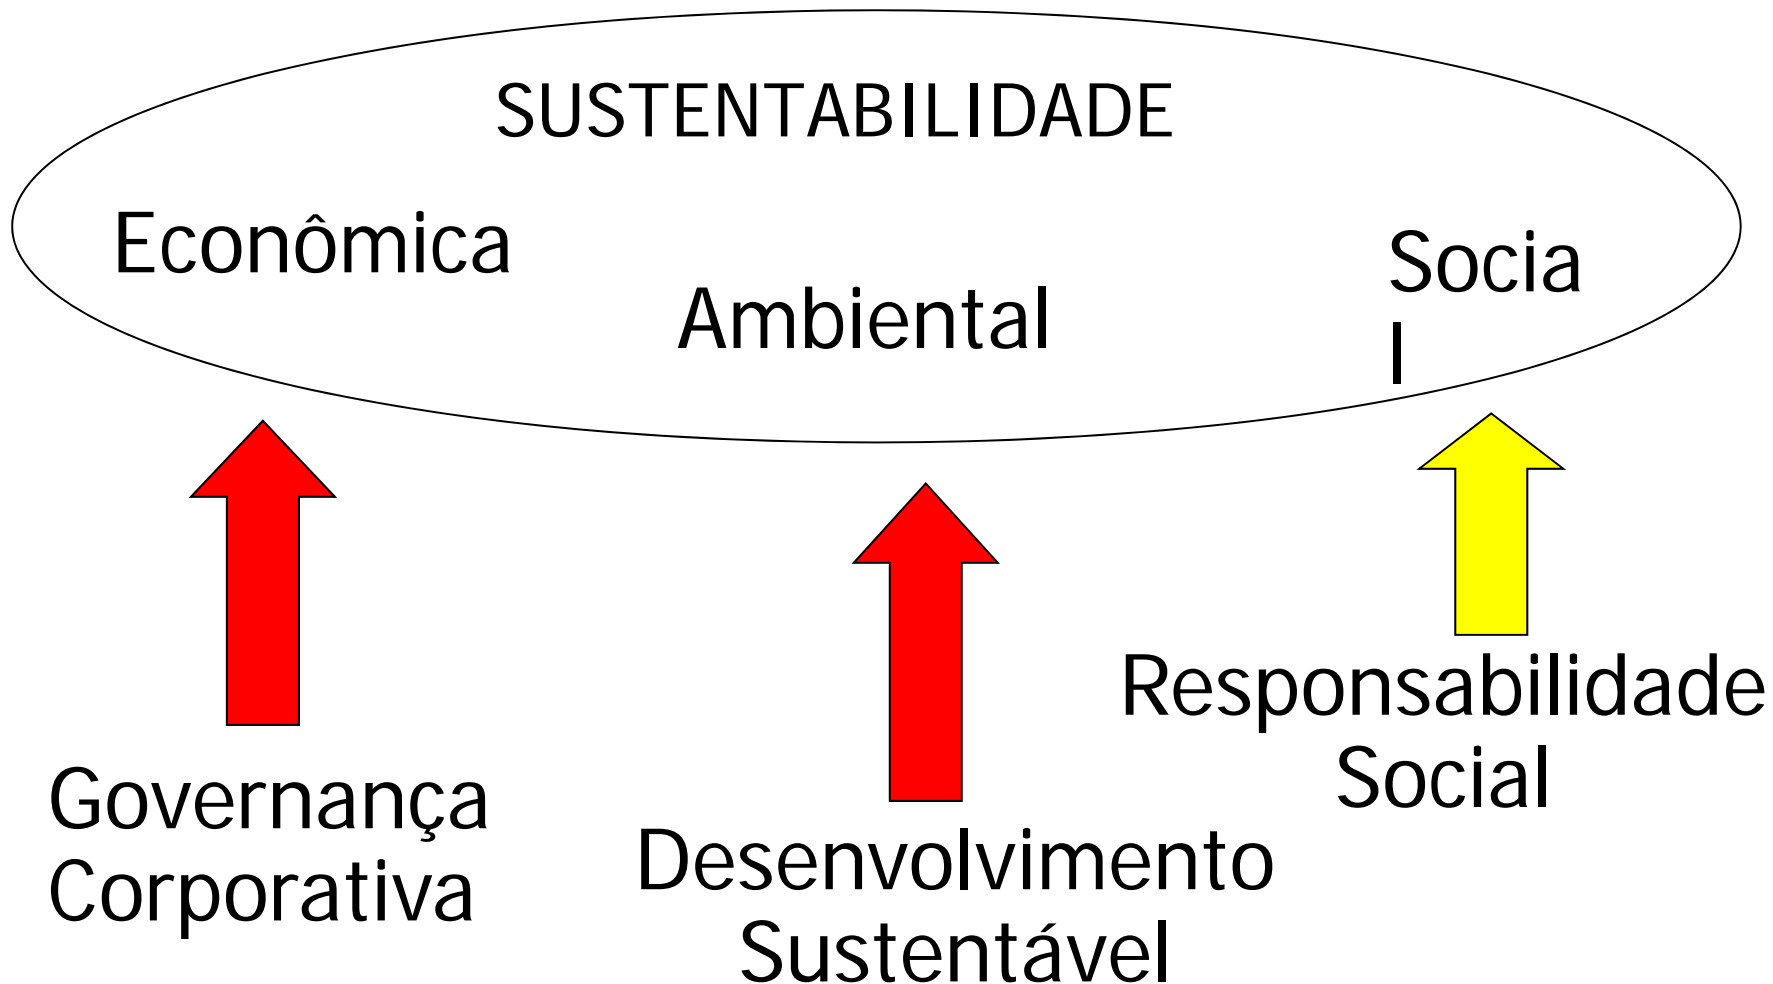 SUSTENTABILIDADE
Econômica
Ambiental
Socia
l
Governança
Corporativa
Desenvolvimento
Sustentável
Responsabilidade
Social